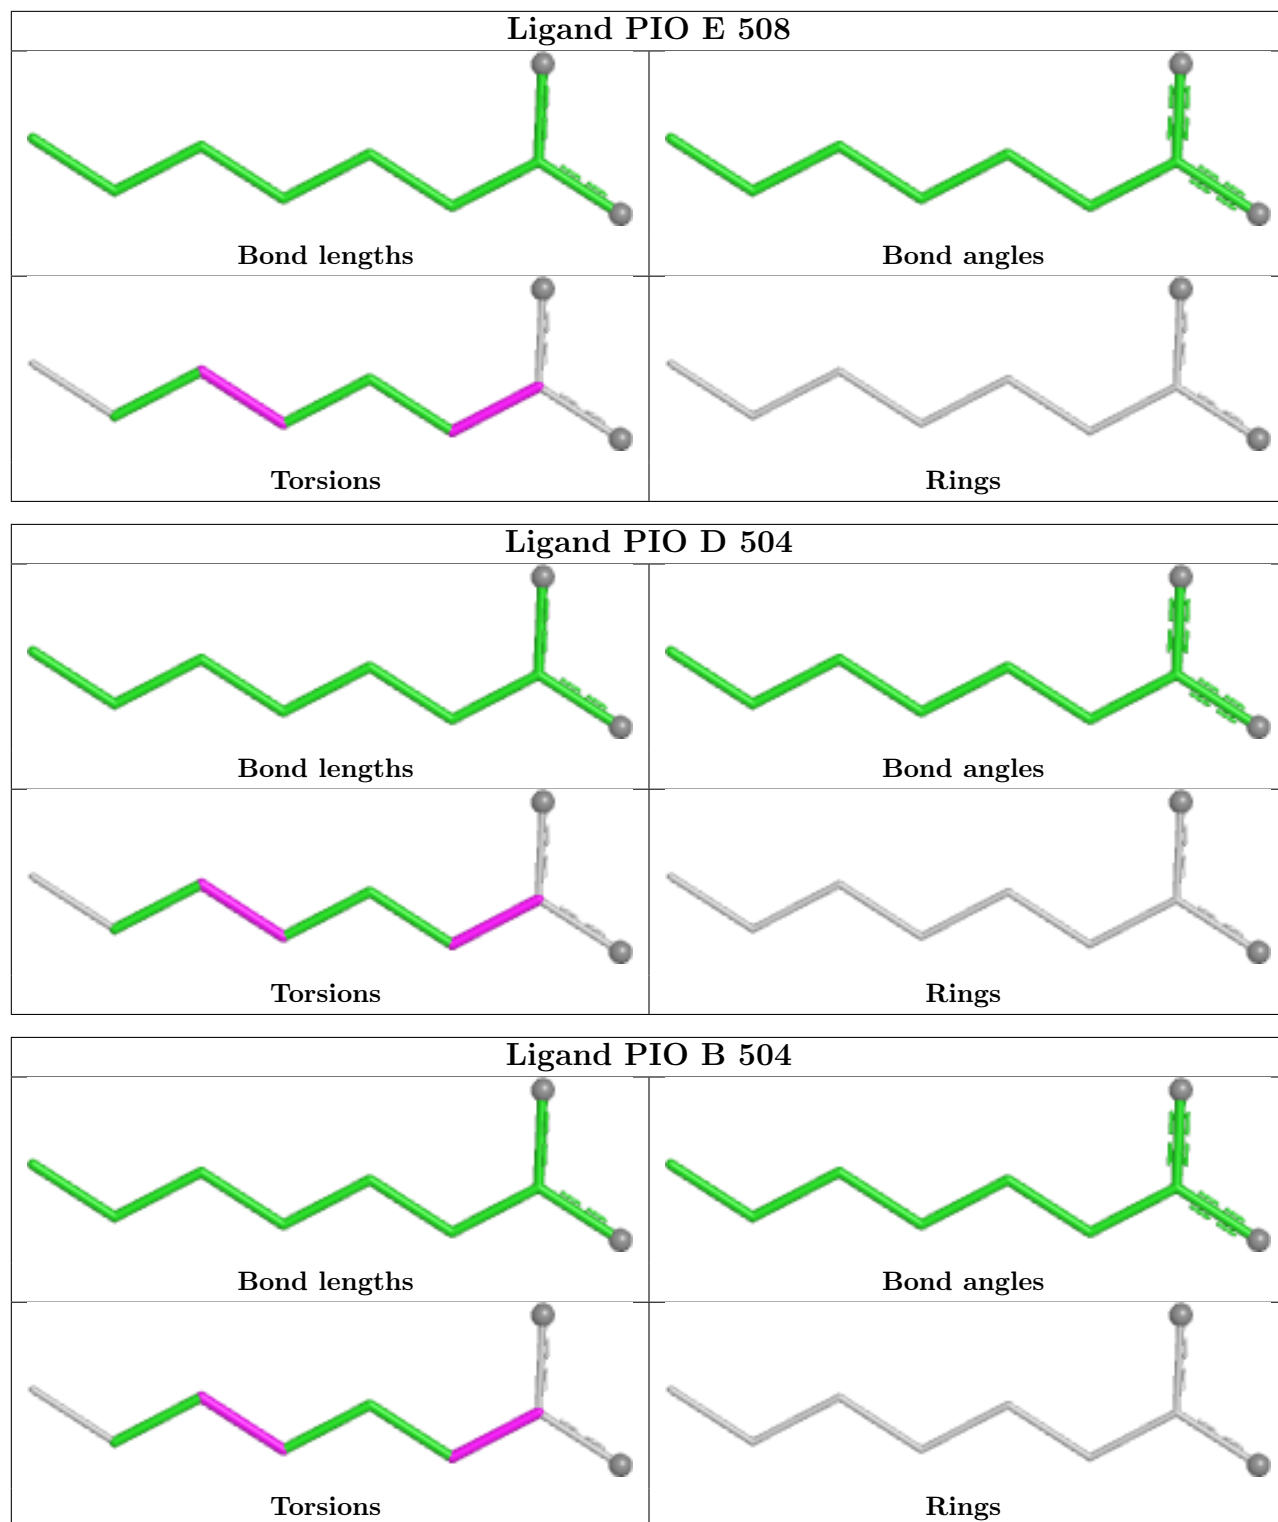 Ligand PIO E 508
Bond lengths
Bond angles
Torsions
Rings
Ligand PIO D 504
Bond lengths
Bond angles
Torsions
Rings
Ligand PIO B 504
Bond lengths
Bond angles
Torsions
Rings